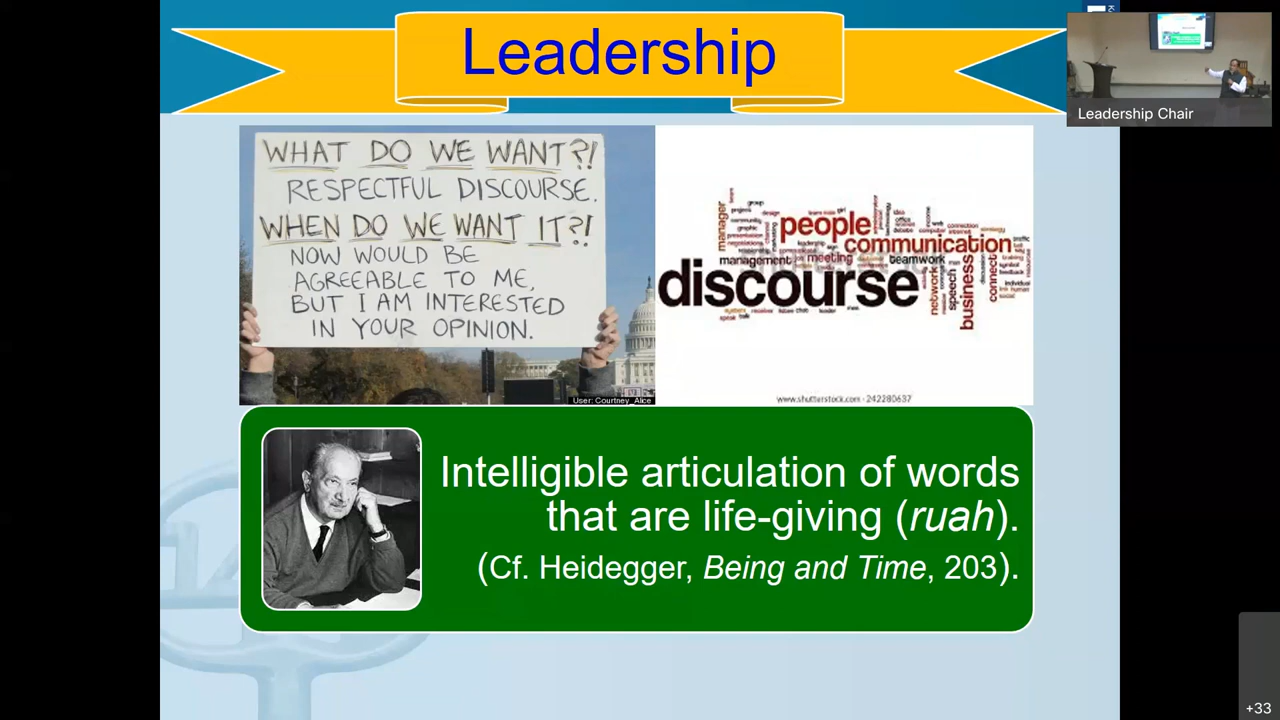 Leadership
Leadership Chair
WHAT DO WE WANT?!
RESPECTFUL DISCOURSE.
WHEN DO WE WANT IT?!
NOW WOULD BE
AGREEABLE TO ME,
BUT I AM INTERESTED
IN YOUR OPINION.
User: Courtney_Alice
manager
people
communication
management
meeting
teamwork
discourse
network
speech
business
connect
www.shutterstock.com · 242280637
Intelligible articulation of words
that are life-giving (ruah).
(Cf. Heidegger, Being and Time, 203).
+33